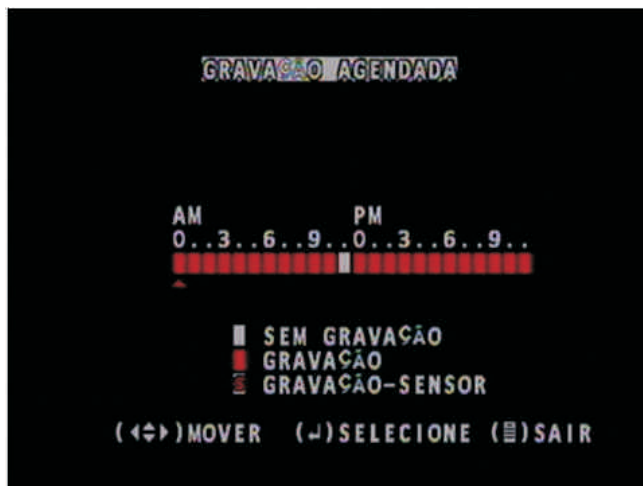 GRAVAÇÃO AGENDADA
AM PM
0..3..6..9..0..3..6..9..
SEM GRAVAÇÃO
GRAVAÇÃO
S GRAVAÇÃO-SENSOR
(◄♦►)MOVER (↵)SELECIONE (≣)SAIR